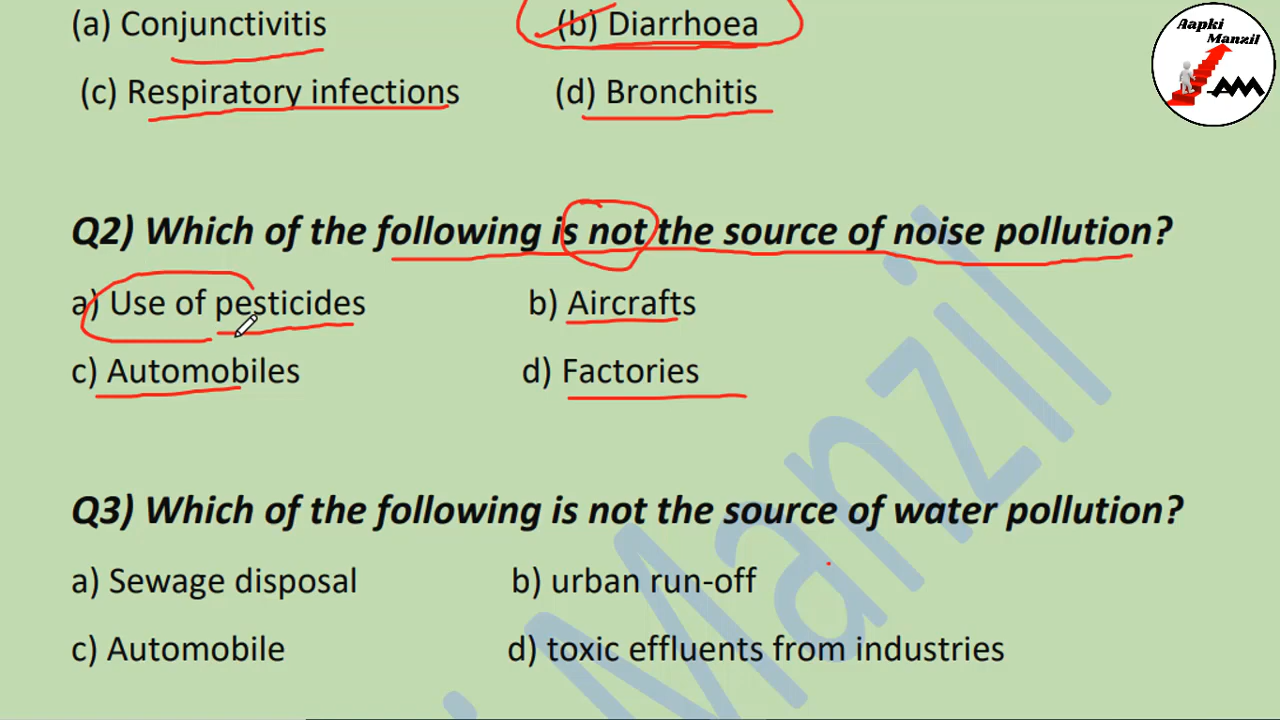 (a) Conjunctivitis (b) Diarrhoea
(c) Respiratory infections (d) Bronchitis
Aapki
Manzil
AM
Q2) Which of the following is not the source of noise pollution?
a) Use of pesticides b) Aircrafts
c) Automobiles d) Factories
Q3) Which of the following is not the source of water pollution?
a) Sewage disposal b) urban run-off
c) Automobile d) toxic effluents from industries
Manzil